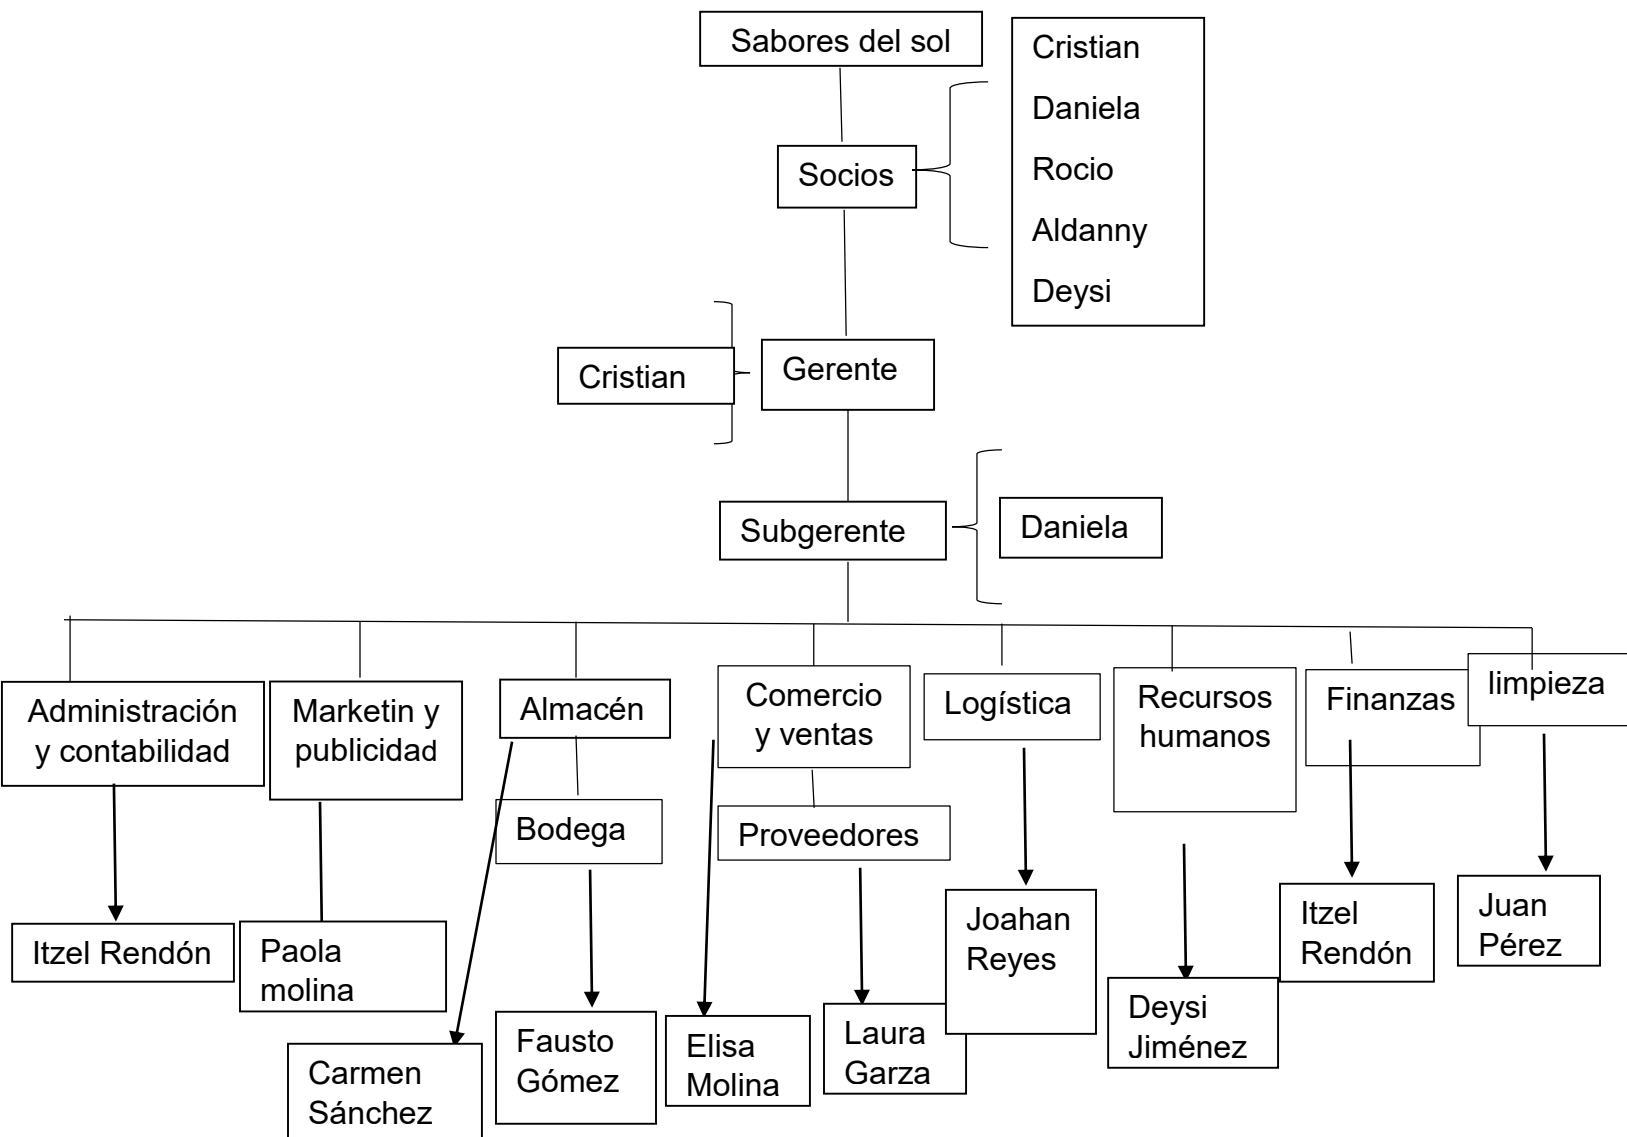 Sabores del sol
Cristian
Daniela
Rocio
Aldanny
Deysi
Socios
Cristian
Gerente
Subgerente
Daniela
Administración
y contabilidad
Marketin y
publicidad
Almacén
Comercio
y ventas
Logística
Recursos
humanos
Finanzas
limpieza
Bodega
Proveedores
Itzel Rendón
Paola
molina
Carmen
Sánchez
Fausto
Gómez
Elisa
Molina
Laura
Garza
Joahan
Reyes
Deysi
Jiménez
Itzel
Rendón
Juan
Pérez